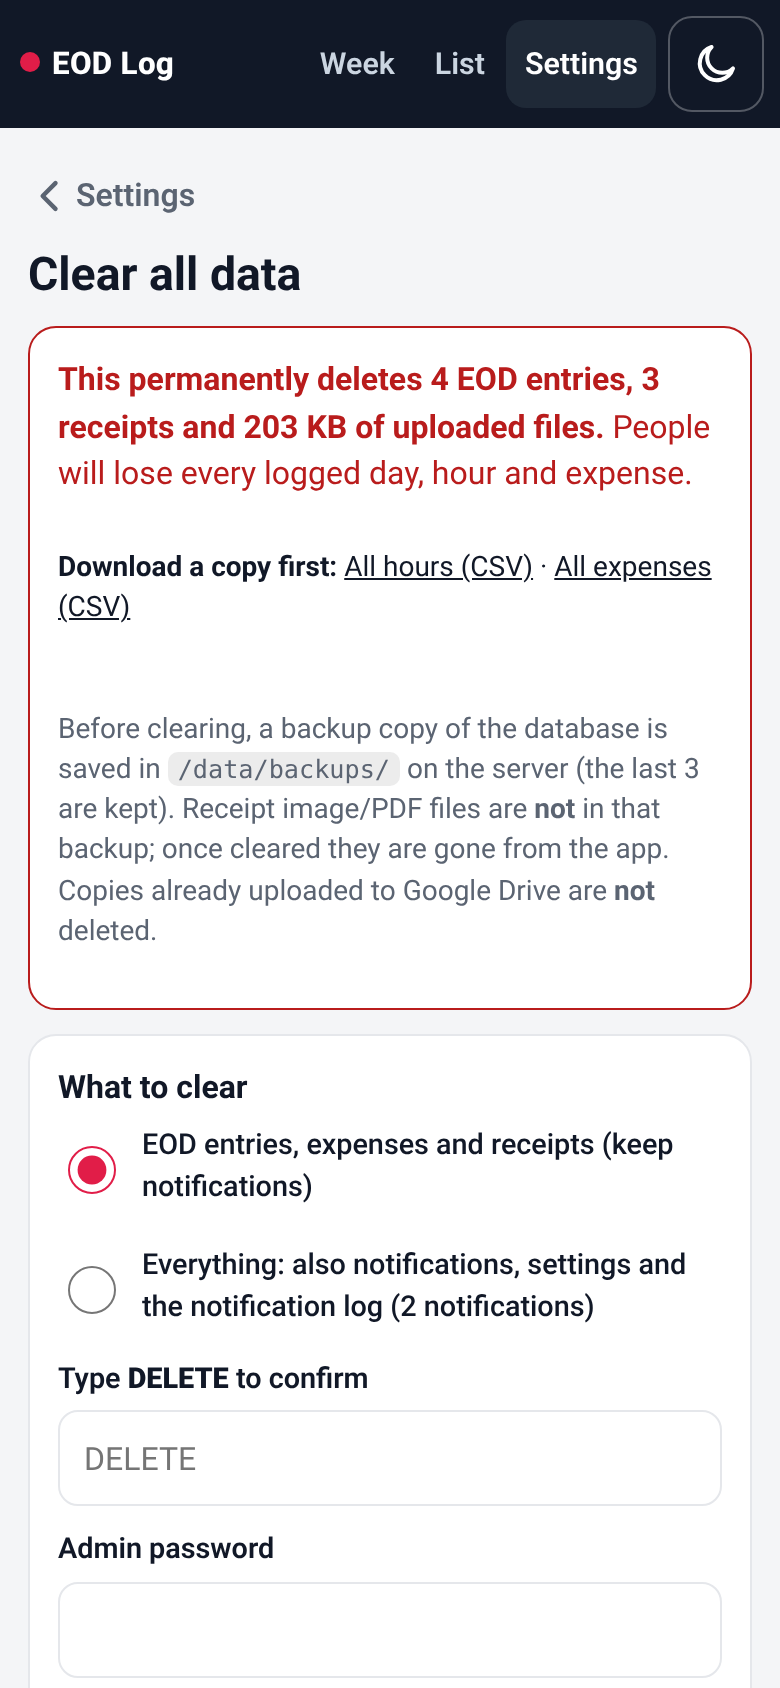 EOD Log
Week
List
Settings
Settings
Clear all data
This permanently deletes 4 EOD entries, 3
receipts and 203 KB of uploaded files. People
will lose every logged day, hour and expense.
Download a copy first: All hours (CSV) · All expenses
(CSV)
Before clearing, a backup copy of the database is
saved in /data/backups/ on the server (the last 3
are kept). Receipt image/PDF files are not in that
backup; once cleared they are gone from the app.
Copies already uploaded to Google Drive are not
deleted.
What to clear
EOD entries, expenses and receipts (keep
notifications)
Everything: also notifications, settings and
the notification log (2 notifications)
Type DELETE to confirm
DELETE
Admin password